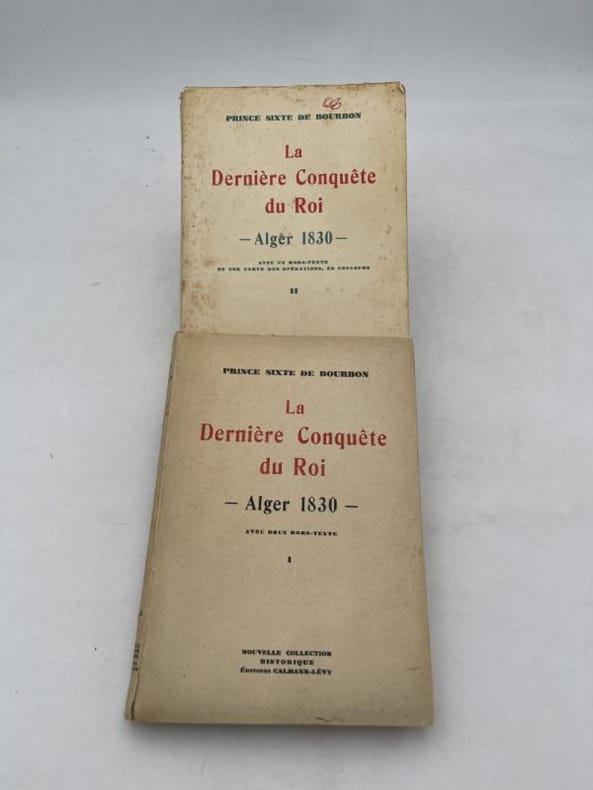 PRINCE SIXTE DE BOURBON
La
Dernière Conquête
du Roi
— Alger 1830 —
AVEC UN HORS-TEXTE
ET UNE CARTE DES OPÉRATIONS, EN COULEURS
II
PRINCE SIXTE DE BOURBON
La
Dernière Conquête
du Roi
— Alger 1830 —
AVEC DEUX HORS-TEXTE
I
NOUVELLE COLLECTION
HISTORIQUE
Éditions CALMANN-LÉVY